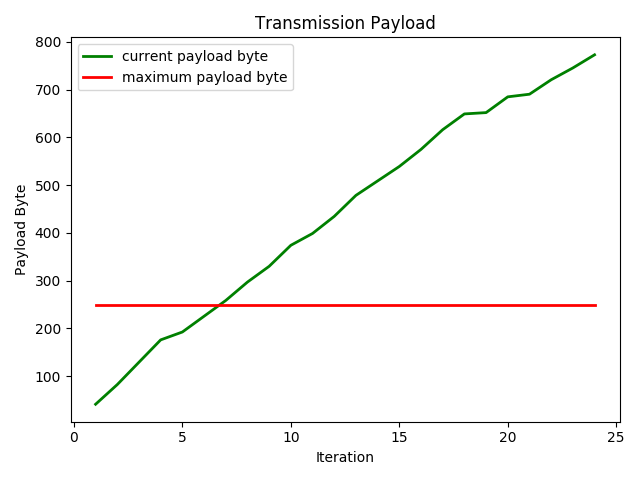 Transmission Payload
current payload byte
maximum payload byte
Payload Byte
800
700
600
500
400
300
200
100
0 5 10 15 20 25
Iteration